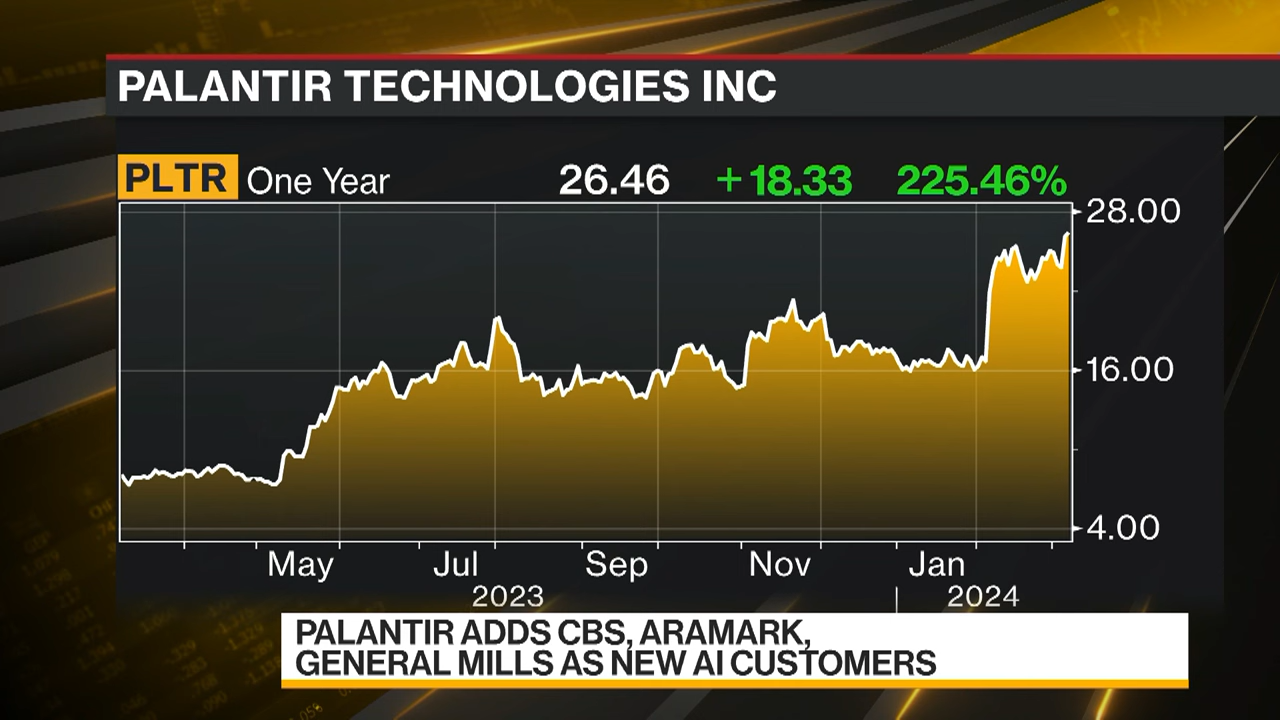 PALANTIR TECHNOLOGIES INC
PLTR One Year 26.46 +18.33 225.46%
28.00
16.00
4.00
May Jul Sep Nov Jan
2023 2024
PALANTIR ADDS CBS, ARAMARK,
GENERAL MILLS AS NEW AI CUSTOMERS